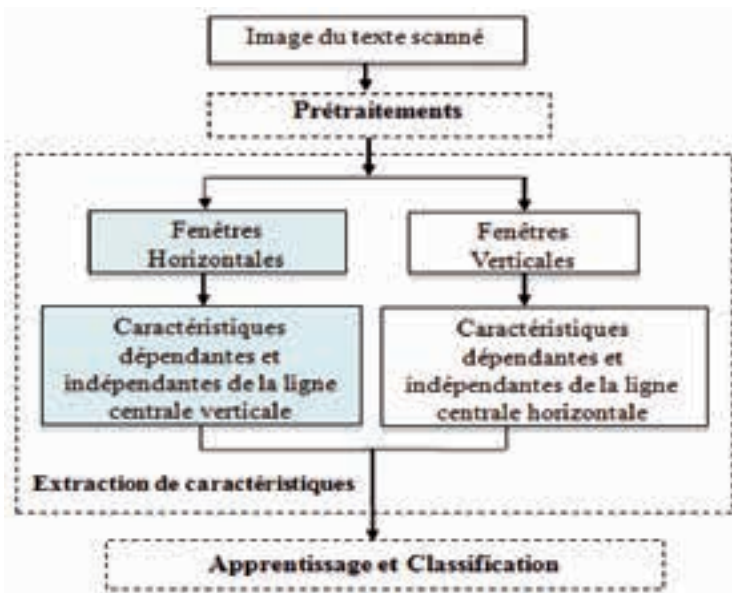 Image du texte scanné
Prétraitements
Fenêtres
Horizontales
Fenêtres
Verticales
Caractéristiques
dépendantes et
indépendantes de la ligne
centrale verticale
Caractéristiques
dépendantes et
indépendantes de la ligne
centrale horizontale
Extraction de caractéristiques
Apprentissage et Classification